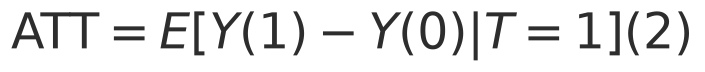 ATT = E[Y(1) − Y(0)|T = 1](2)